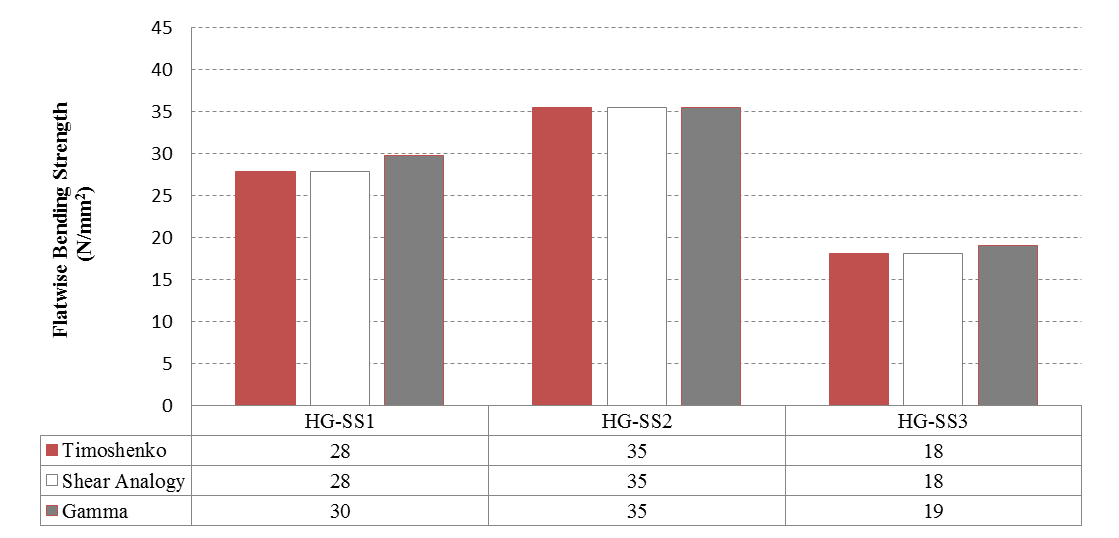 45
40
35
30
25
20
15
10
5
0
Flatwise Bending Strength
(N/mm²)
HG-SS1 HG-SS2 HG-SS3
Timoshenko 28 35 18
Shear Analogy 28 35 18
Gamma 30 35 19